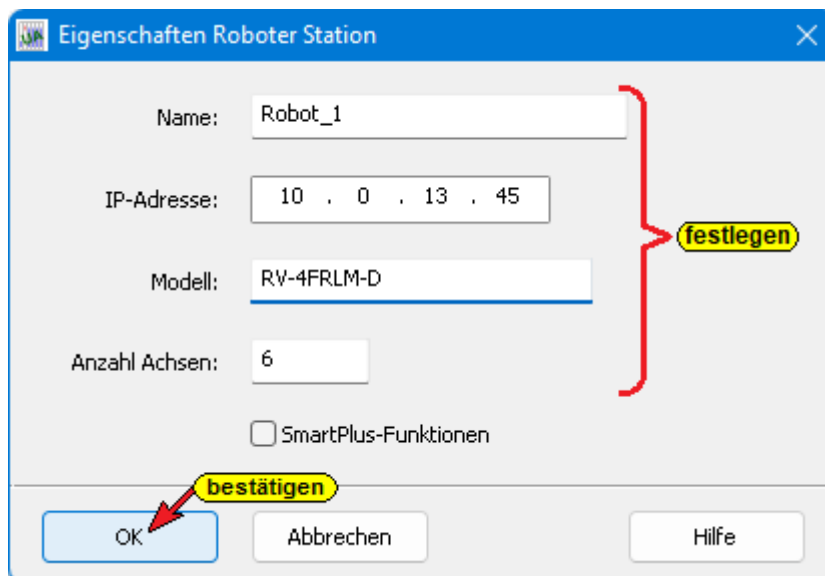 Eigenschaften Roboter Station
Name: Robot_1
IP-Adresse: 10 . 0 . 13 . 45
festlegen
Modell: RV-4FRLM-D
Anzahl Achsen: 6
SmartPlus-Funktionen
bestätigen
OK Abbrechen Hilfe